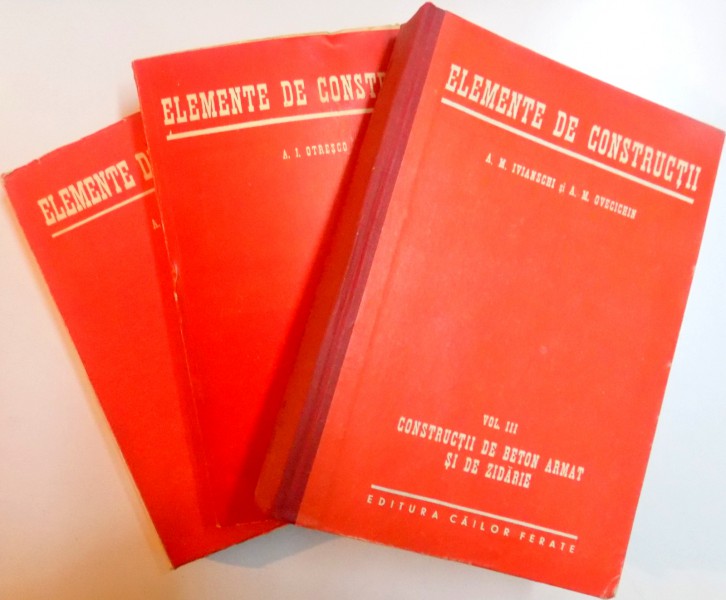 ELEMENTE
A.
ELEMENTE DE
A. I. OTRESCO
ELEMENTE DE CONSTRUCȚII
A. M. IVIANSCHI și A. M. OVECICHIN
VOL. III
CONSTRUCȚII DE BETON ARMAT
ȘI DE ZIDĂRIE
EDITURA CĂILOR FERATE